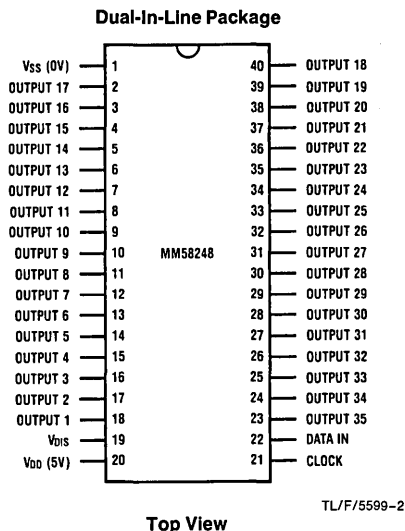 Dual-In-Line Package
VSS (0V) 1 40 OUTPUT 18
OUTPUT 17 2 39 OUTPUT 19
OUTPUT 16 3 38 OUTPUT 20
OUTPUT 15 4 37 OUTPUT 21
OUTPUT 14 5 36 OUTPUT 22
OUTPUT 13 6 35 OUTPUT 23
OUTPUT 12 7 34 OUTPUT 24
OUTPUT 11 8 33 OUTPUT 25
OUTPUT 10 9 32 OUTPUT 26
OUTPUT 9 10 MM58248 31 OUTPUT 27
OUTPUT 8 11 30 OUTPUT 28
OUTPUT 7 12 29 OUTPUT 29
OUTPUT 6 13 28 OUTPUT 30
OUTPUT 5 14 27 OUTPUT 31
OUTPUT 4 15 26 OUTPUT 32
OUTPUT 3 16 25 OUTPUT 33
OUTPUT 2 17 24 OUTPUT 34
OUTPUT 1 18 23 OUTPUT 35
VDIS 19 22 DATA IN
VDD (5V) 20 21 CLOCK
TL/F/5599-2
Top View